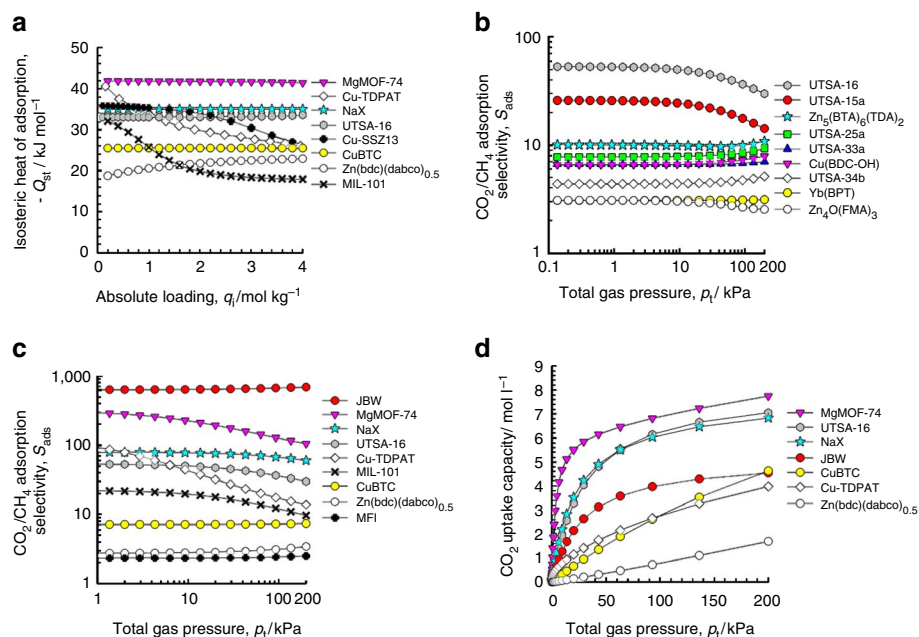 a
Isosteric heat of adsorption,
- Qst / kJ mol⁻¹
50
40
30
20
10
0
0 1 2 3 4
Absolute loading, qi/mol kg⁻¹
MgMOF-74
Cu-TDPAT
NaX
UTSA-16
Cu-SSZ13
CuBTC
Zn(bdc)(dabco)0.5
MIL-101
b
CO2/CH4 adsorption
selectivity, Sads
100
10
1
0.1 1 10 100 200
Total gas pressure, pt/ kPa
UTSA-16
UTSA-15a
Zn5(BTA)6(TDA)2
UTSA-25a
UTSA-33a
Cu(BDC-OH)
UTSA-34b
Yb(BPT)
Zn4O(FMA)3
c
CO2/CH4 adsorption
selectivity, Sads
1,000
100
10
1
1 10 100 200
Total gas pressure, pt/kPa
JBW
MgMOF-74
NaX
UTSA-16
Cu-TDPAT
MIL-101
CuBTC
Zn(bdc)(dabco)0.5
MFI
d
CO2 uptake capacity/ mol l⁻¹
9
8
7
6
5
4
3
2
1
0
0 50 100 150 200
Total gas pressure, pt/kPa
MgMOF-74
UTSA-16
NaX
JBW
CuBTC
Cu-TDPAT
Zn(bdc)(dabco)0.5